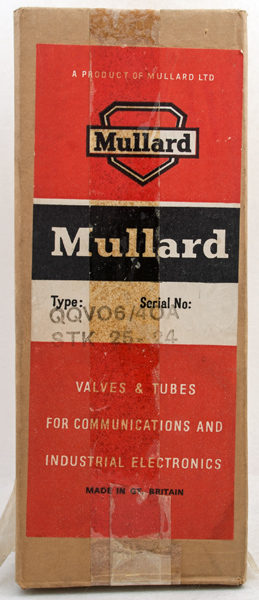 A PRODUCT OF MULLARD LTD
Mullard
Mullard
Type: Serial No:
QQVO6/40A
STK 25-24
VALVES & TUBES
FOR COMMUNICATIONS AND
INDUSTRIAL ELECTRONICS
MADE IN GT. BRITAIN